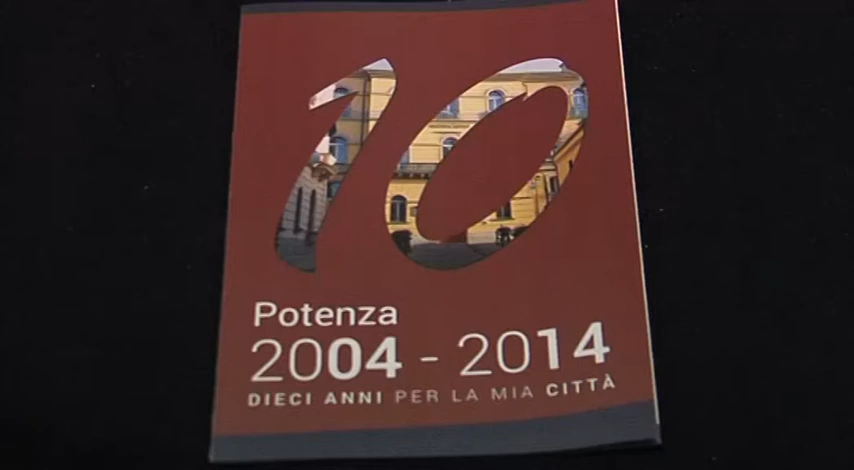 10
Potenza
2004 - 2014
DIECI ANNI PER LA MIA CITTÀ